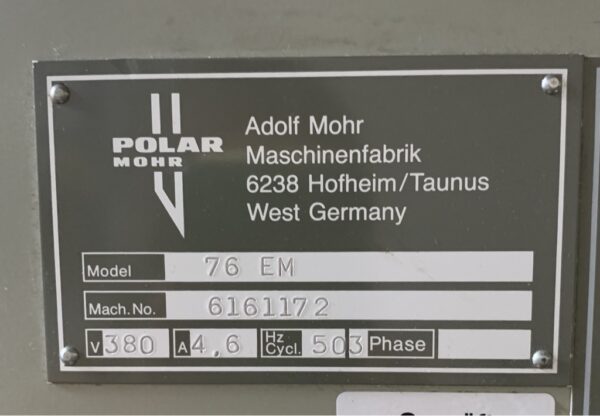 POLAR
MOHR
Adolf Mohr
Maschinenfabrik
6238 Hofheim/Taunus
West Germany
Model 76 EM
Mach.No. 6161172
V 380 A 4,6 Hz Cycl. 50 3 Phase